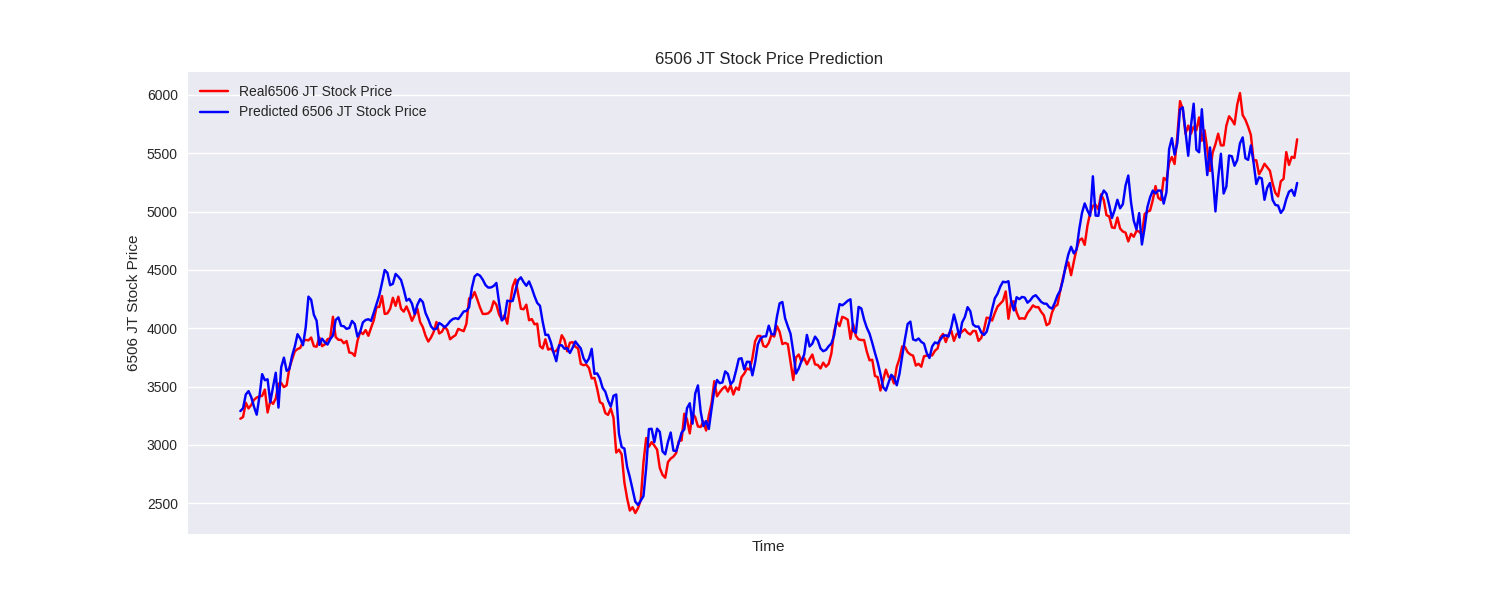 6506 JT Stock Price Prediction
Real6506 JT Stock Price
Predicted 6506 JT Stock Price
6506 JT Stock Price
6000
5500
5000
4500
4000
3500
3000
2500
Time